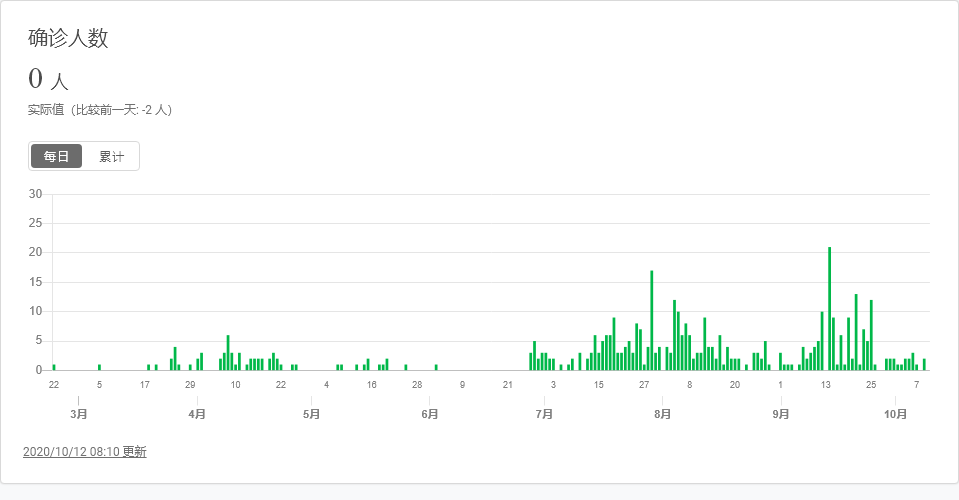 确诊人数
0 人
实际值（比较前一天: -2 人）
每日 累计
30
25
20
15
10
5
0
22 5 17 29 10 22 4 16 28 9 21 3 15 27 8 20 1 13 25 7
3月 4月 5月 6月 7月 8月 9月 10月
2020/10/12 08:10 更新